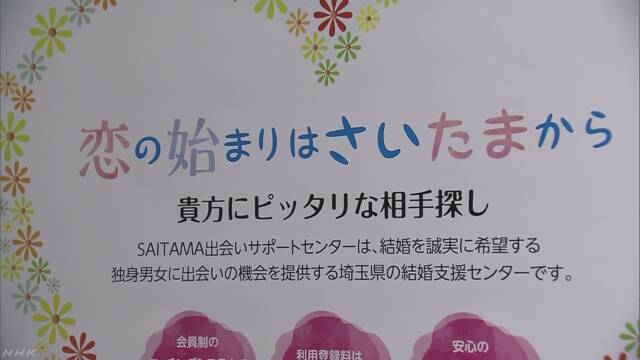 恋の始まりはさいたまから
貴方にピッタリな相手探し
SAITAMA出会いサポートセンターは、結婚を誠実に希望する
独身男女に出会いの機会を提供する埼玉県の結婚支援センターです。
会員制の
利用登録料は
安心の
NHK